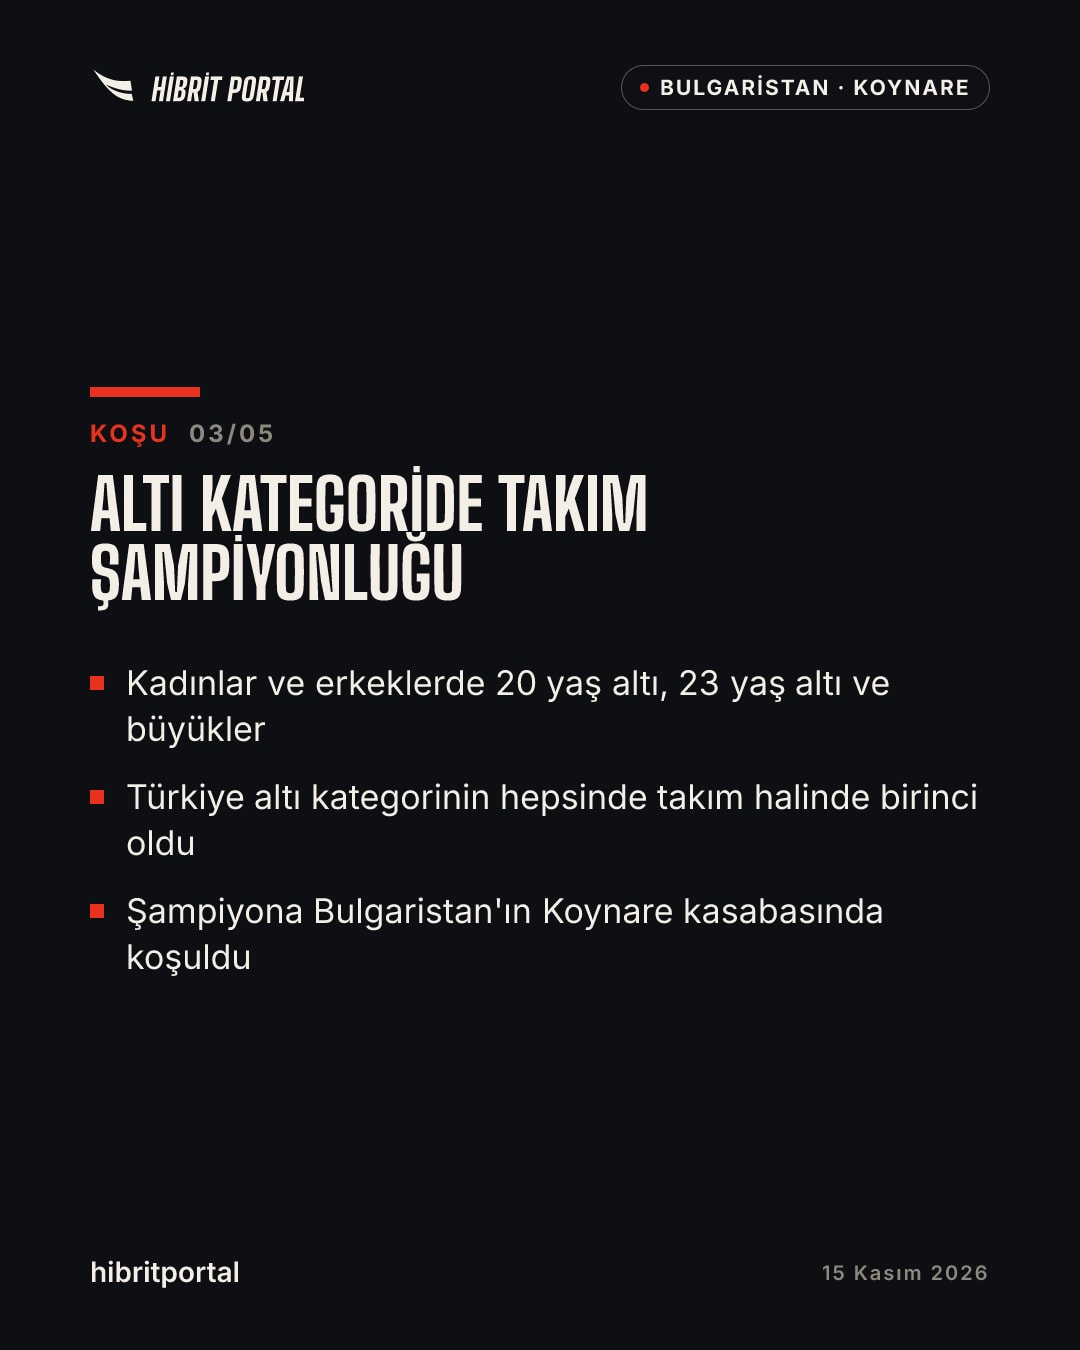 HİBRİT PORTAL
BULGARİSTAN · KOYNARE
KOŞU 03/05
ALTI KATEGORİDE TAKIM
ŞAMPİYONLUĞU
Kadınlar ve erkeklerde 20 yaş altı, 23 yaş altı ve
büyükler
Türkiye altı kategorinin hepsinde takım halinde birinci
oldu
Şampiyona Bulgaristan'ın Koynare kasabasında
koşuldu
hibritportal
15 Kasım 2026